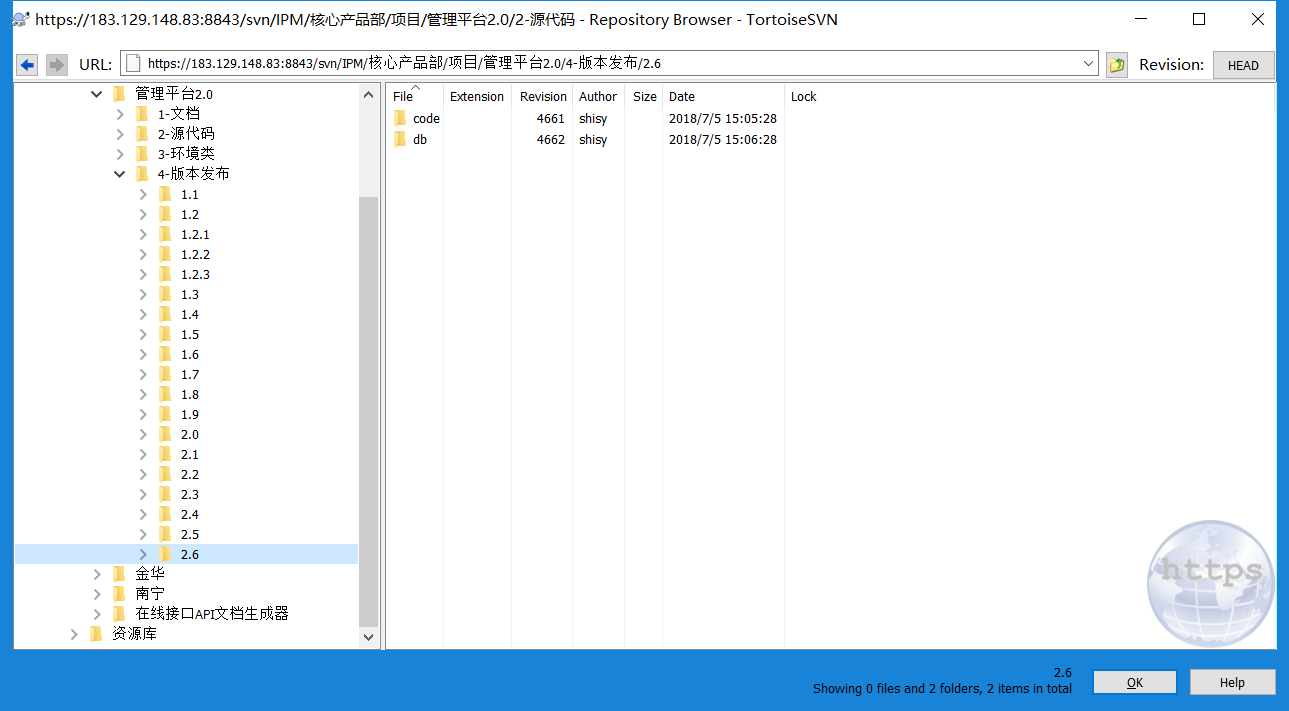 https://183.129.148.83:8843/svn/IPM/核心产品部/项目/管理平台2.0/2-源代码 - Repository Browser - TortoiseSVN
URL: https://183.129.148.83:8843/svn/IPM/核心产品部/项目/管理平台2.0/4-版本发布/2.6 Revision: HEAD
管理平台2.0
1-文档
2-源代码
3-环境类
4-版本发布
1.1
1.2
1.2.1
1.2.2
1.2.3
1.3
1.4
1.5
1.6
1.7
1.8
1.9
2.0
2.1
2.2
2.3
2.4
2.5
2.6
金华
南宁
在线接口API文档生成器
资源库
File Extension Revision Author Size Date Lock
code 4661 shisy 2018/7/5 15:05:28
db 4662 shisy 2018/7/5 15:06:28
https
2.6
Showing 0 files and 2 folders, 2 items in total
OK Help